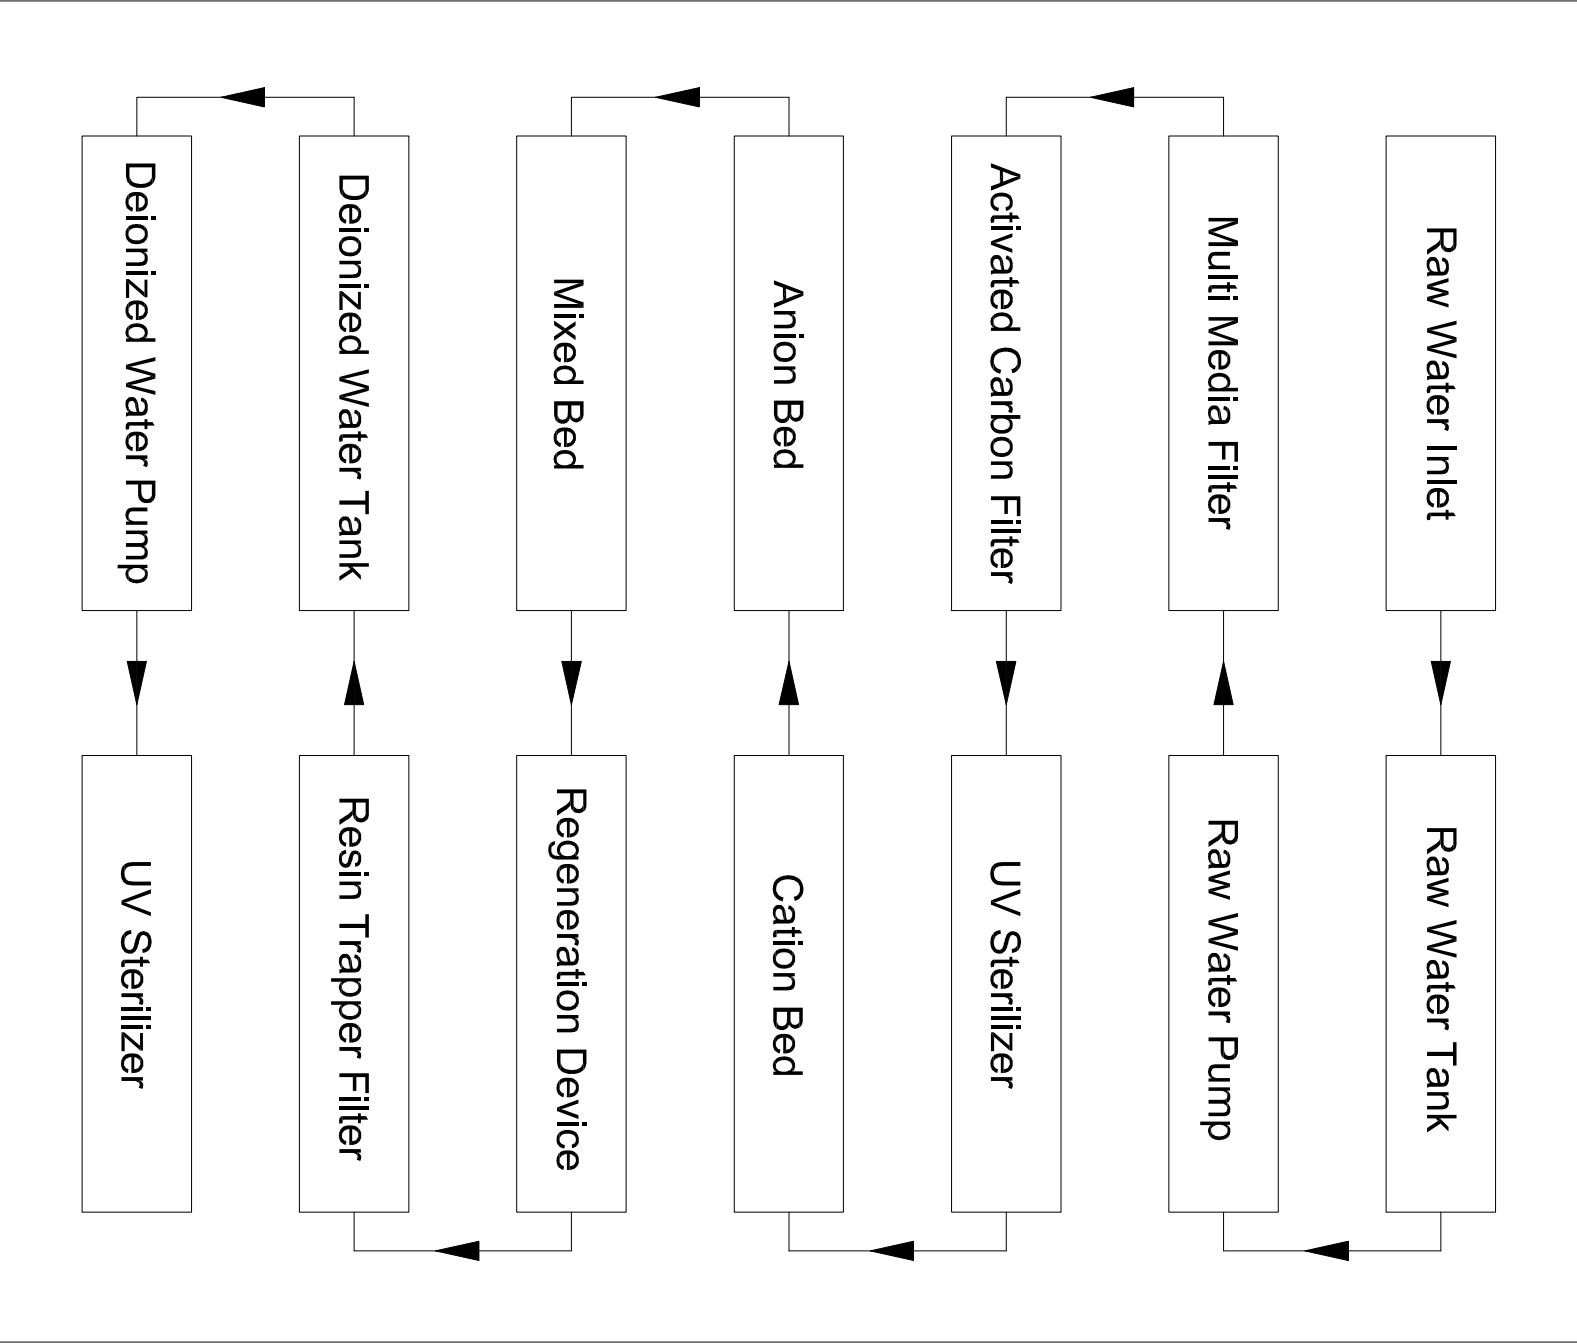 Raw Water Inlet
Raw Water Tank
Raw Water Pump
Multi Media Filter
Activated Carbon Filter
UV Sterilizer
Cation Bed
Anion Bed
Mixed Bed
Regeneration Device
Resin Trapper Filter
Deionized Water Tank
Deionized Water Pump
UV Sterilizer